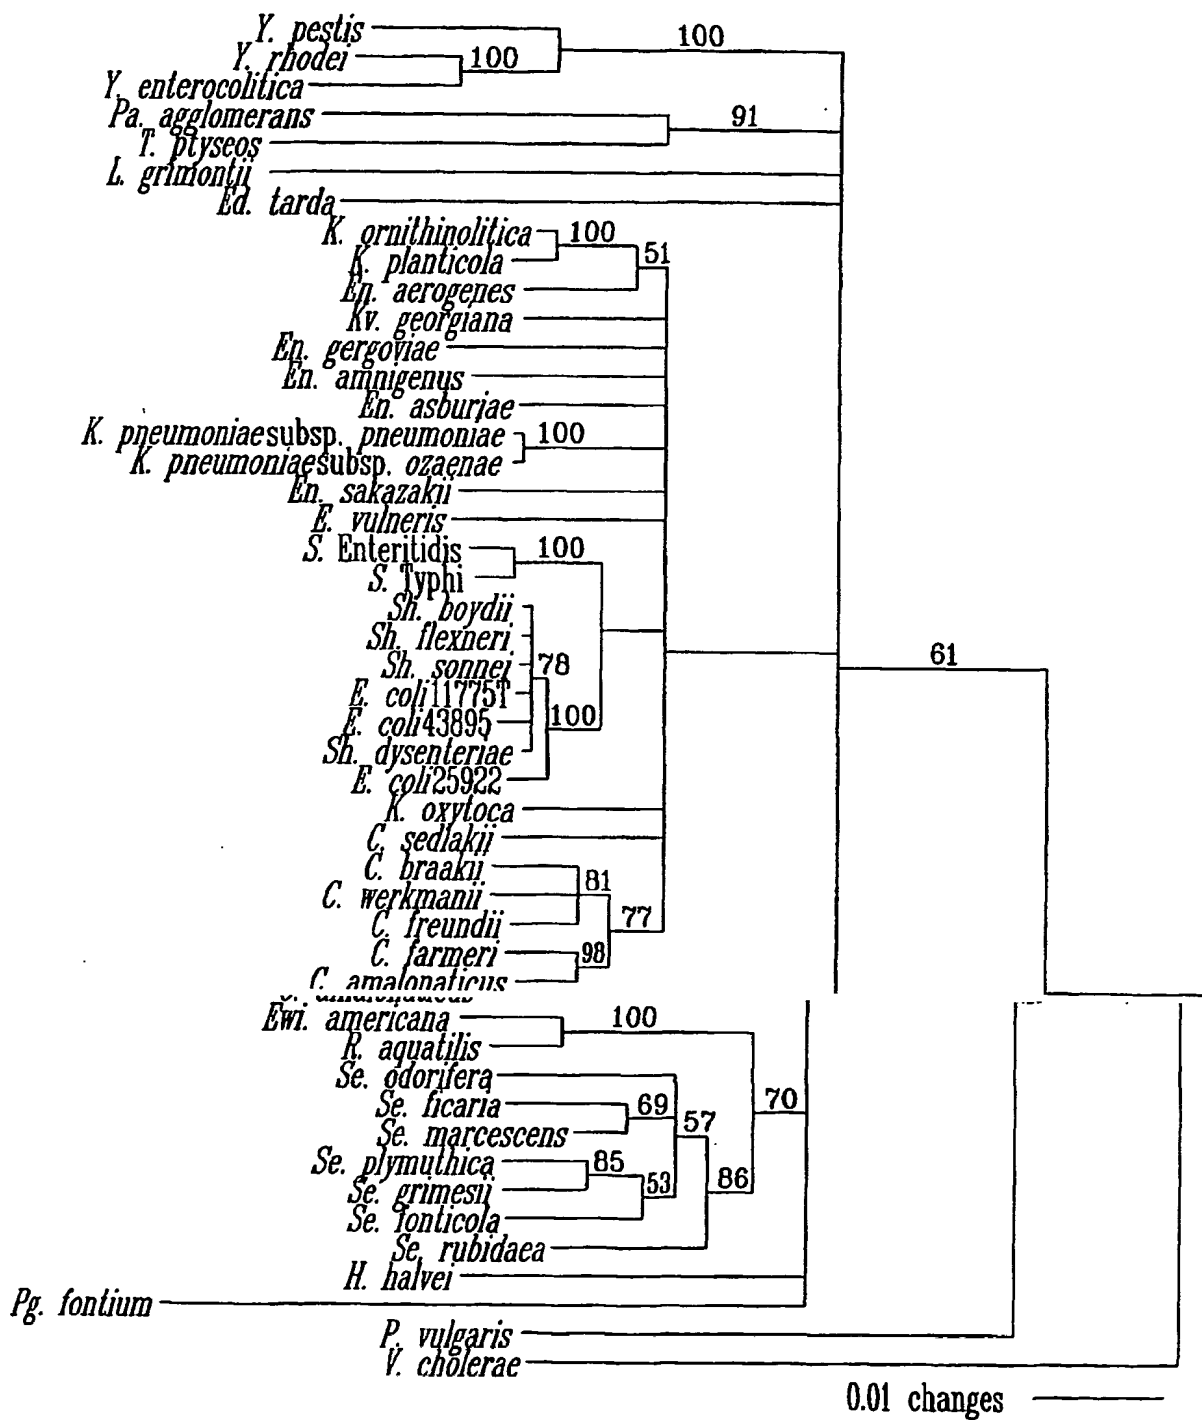 Y. pestis 100
Y. rhodei 100
Y. enterocolitica
Pa. agglomerans 91
T. ptyseos
L. grimontii
Ed. tarda
K. ornithinolitica 100
K. planticola 51
En. aerogenes
Kv. georgiana
En. gergoviae
En. amnigenus
En. asburiae
K. pneumoniae subsp. pneumoniae 100
K. pneumoniae subsp. ozaenae
En. sakazakii
E. vulneris
S. Enteritidis 100
S. Typhi
Sh. boydii
Sh. flexneri
Sh. sonnei 78 61
E. coli 11775T
E. coli 43895 100
Sh. dysenteriae
E. coli 25922
K. oxytoca
C. sedlakii
C. braakii 81
C. werkmanii
C. freundii 77
C. farmeri 98
C. amalonaticus
Ewi. americana 100
R. aquatilis
Se. odorifera
Se. ficaria 69 70
Se. marcescens 57
Se. plymuthica 85
Se. grimesii 53 86
Se. fonticola
Se. rubidaea
H. halvei
Pg. fontium
P. vulgaris
V. cholerae
0.01 changes